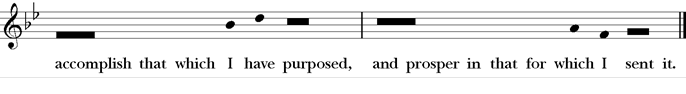 accomplish that which I have purposed, and prosper in that for which I sent it.